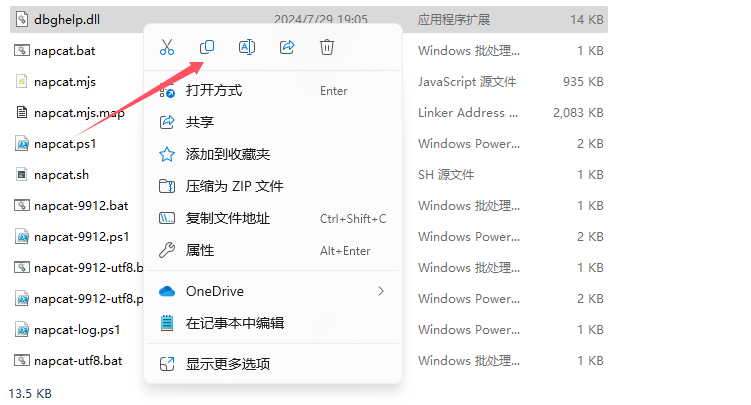 dbghelp.dll 2024/7/29 19:05 应用程序扩展 14 KB
napcat.bat Windows 批处理... 1 KB
napcat.mjs JavaScript 源文件 935 KB
napcat.mjs.map Linker Address ... 2,083 KB
napcat.ps1 Windows Power... 2 KB
napcat.sh SH 源文件 1 KB
napcat-9912.bat Windows 批处理... 1 KB
napcat-9912.ps1 Windows Power... 2 KB
napcat-9912-utf8.b Windows 批处理... 1 KB
napcat-9912-utf8.p Windows Power... 2 KB
napcat-log.ps1 Windows Power... 1 KB
napcat-utf8.bat Windows 批处理... 1 KB
13.5 KB
打开方式 Enter
共享
添加到收藏夹
压缩为 ZIP 文件
复制文件地址 Ctrl+Shift+C
属性 Alt+Enter
OneDrive
在记事本中编辑
显示更多选项